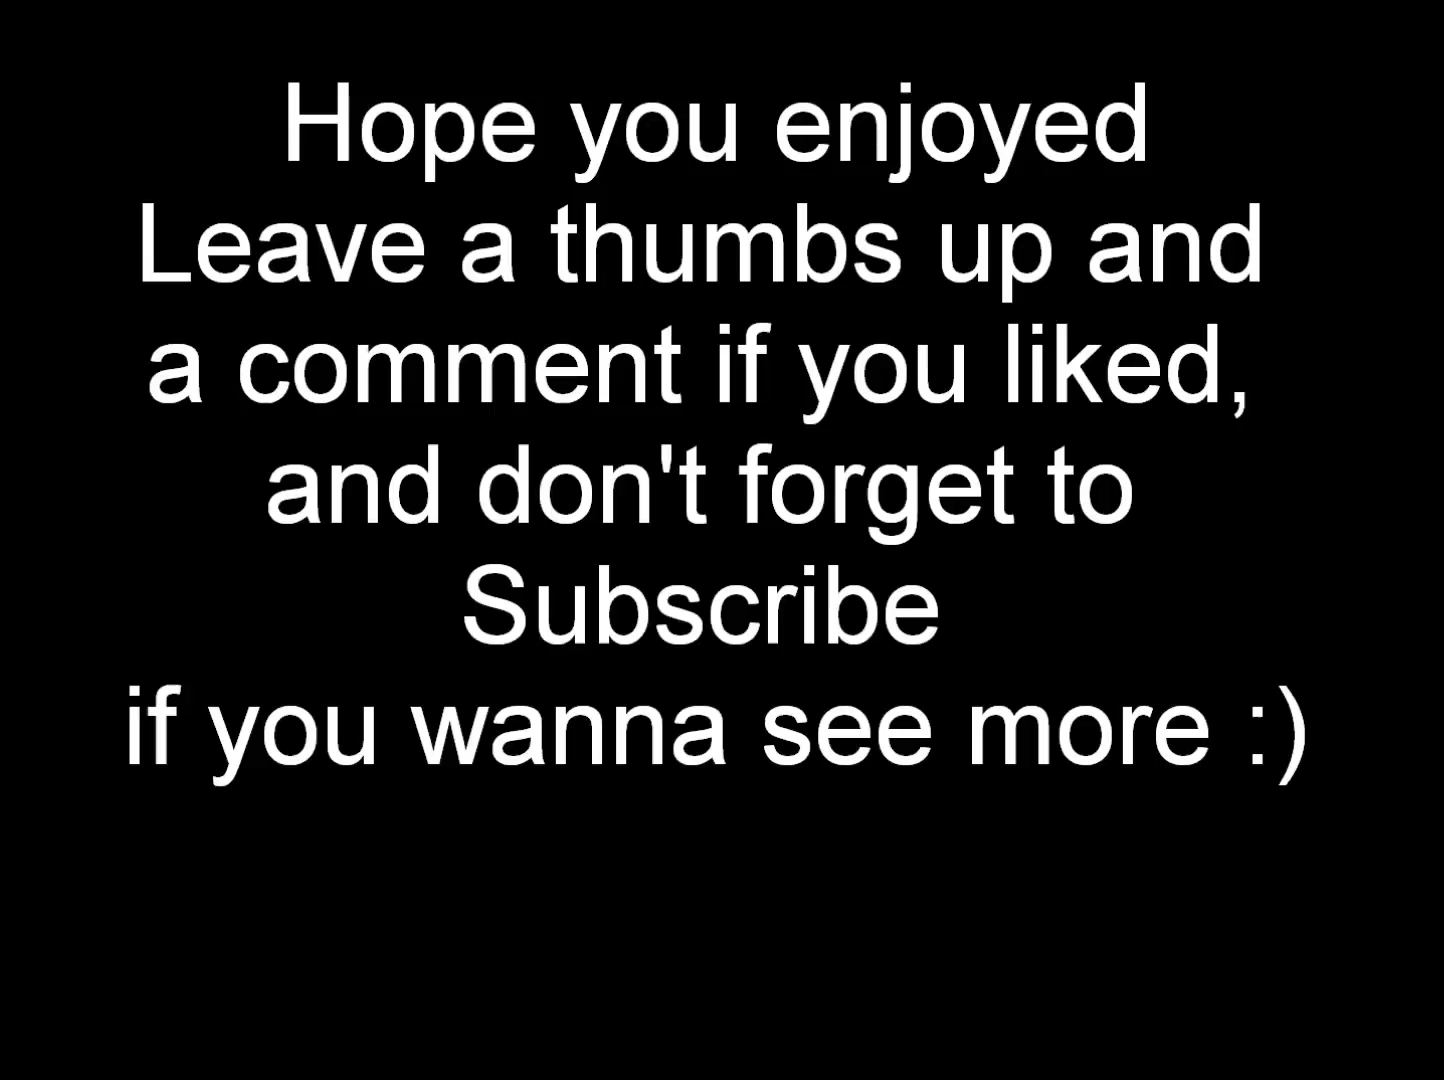 Hope you enjoyed
Leave a thumbs up and
a comment if you liked,
and don't forget to
Subscribe
if you wanna see more :)